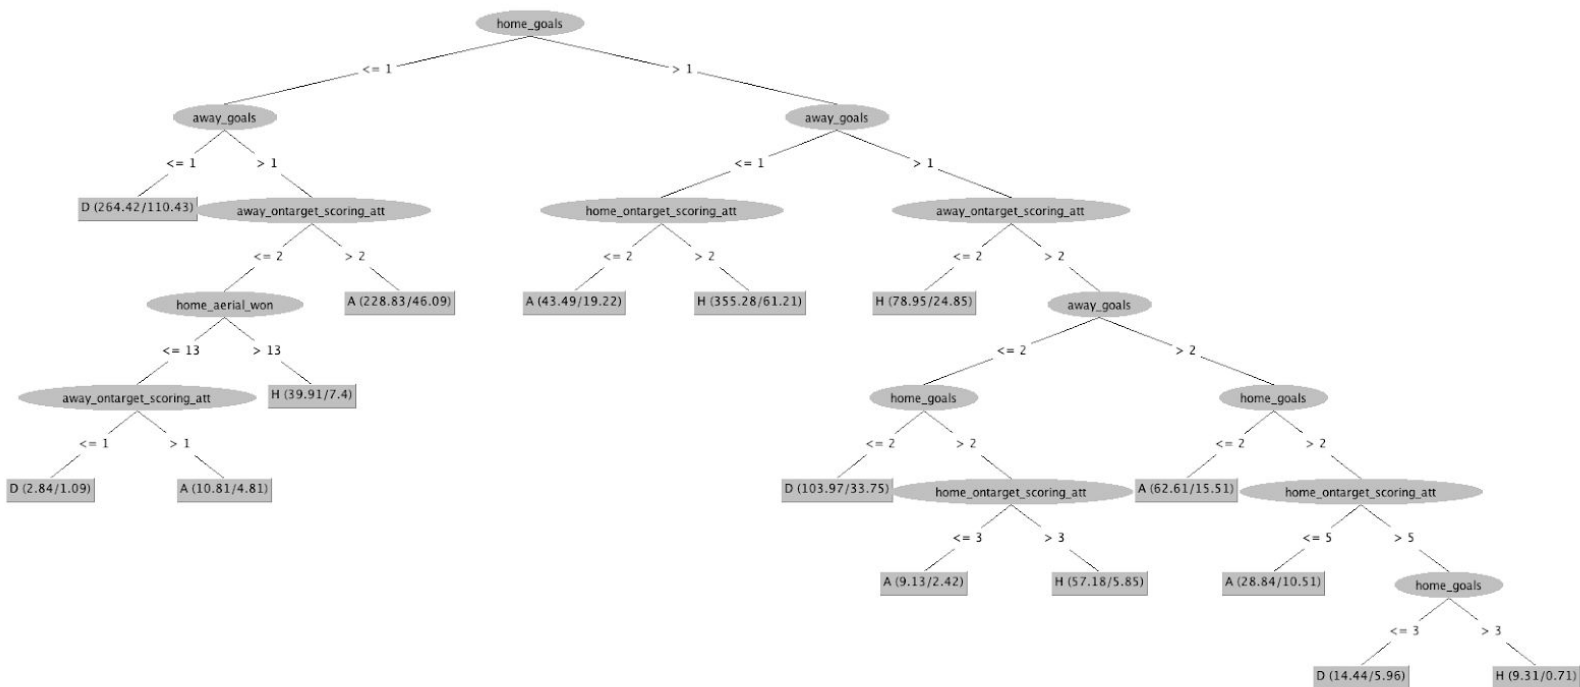 home_goals
<= 1 > 1
away_goals away_goals
<= 1 > 1 <= 1 > 1
D (264.42/110.43) away_ontarget_scoring_att home_ontarget_scoring_att away_ontarget_scoring_att
<= 2 > 2 <= 2 > 2 <= 2 > 2
home_aerial_won A (228.83/46.09) A (43.49/19.22) H (355.28/61.21) H (78.95/24.85) away_goals
<= 13 > 13 <= 2 > 2
away_ontarget_scoring_att H (39.91/7.4) home_goals home_goals
<= 1 > 1 <= 2 > 2 <= 2 > 2
D (2.84/1.09) A (10.81/4.81) D (103.97/33.75) home_ontarget_scoring_att A (62.61/15.51) home_ontarget_scoring_att
<= 3 > 3 <= 5 > 5
A (9.13/2.42) H (57.18/5.85) A (28.84/10.51) home_goals
<= 3 > 3
D (14.44/5.96) H (9.31/0.71)